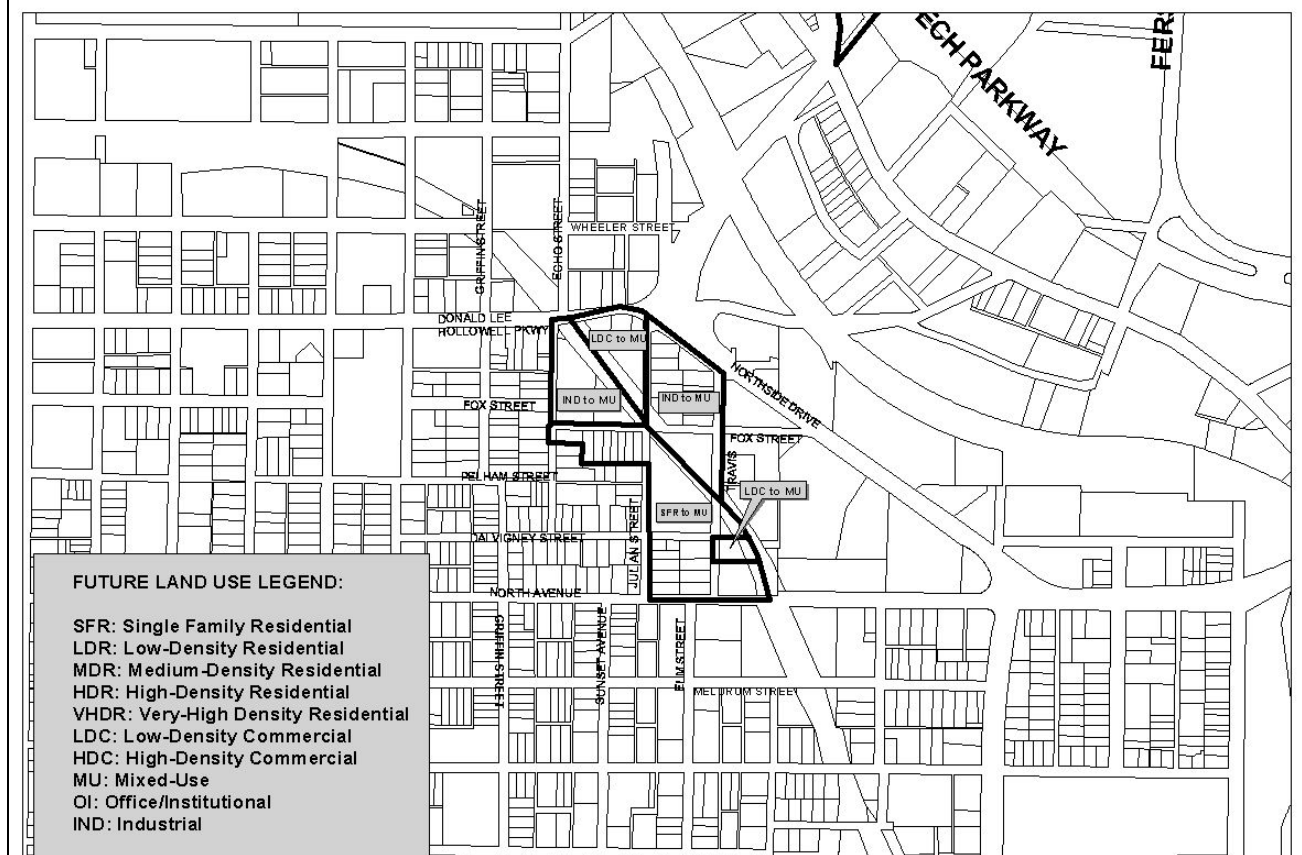 ECH PARKWAY
FERS
WHEELER STREET
GRIFFIN STREET
ECHO STREET
DONALD LEE
HOLLOWELL PKWY
LDC to MU
IND to MU
IND to MU
NORTHSIDE DRIVE
FOX STREET
FOX STREET
TRAVIS
PELHAM STREET
LDC to MU
SFR to MU
JULIAN STREET
NORTH AVENUE
GRIFFIN STREET
SUNSET AVENUE
ELM STREET
MELDRUM STREET
FUTURE LAND USE LEGEND:
SFR: Single Family Residential
LDR: Low-Density Residential
MDR: Medium-Density Residential
HDR: High-Density Residential
VHDR: Very-High Density Residential
LDC: Low-Density Commercial
HDC: High-Density Commercial
MU: Mixed-Use
OI: Office/Institutional
IND: Industrial